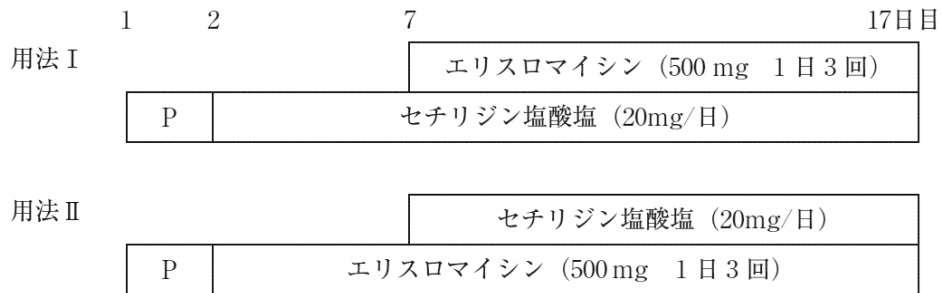 1 2 7 17日目
用法Ⅰ
エリスロマイシン（500 mg 1日3回）
P セチリジン塩酸塩（20mg/日）
用法Ⅱ
セチリジン塩酸塩（20mg/日）
P エリスロマイシン（500 mg 1日3回）